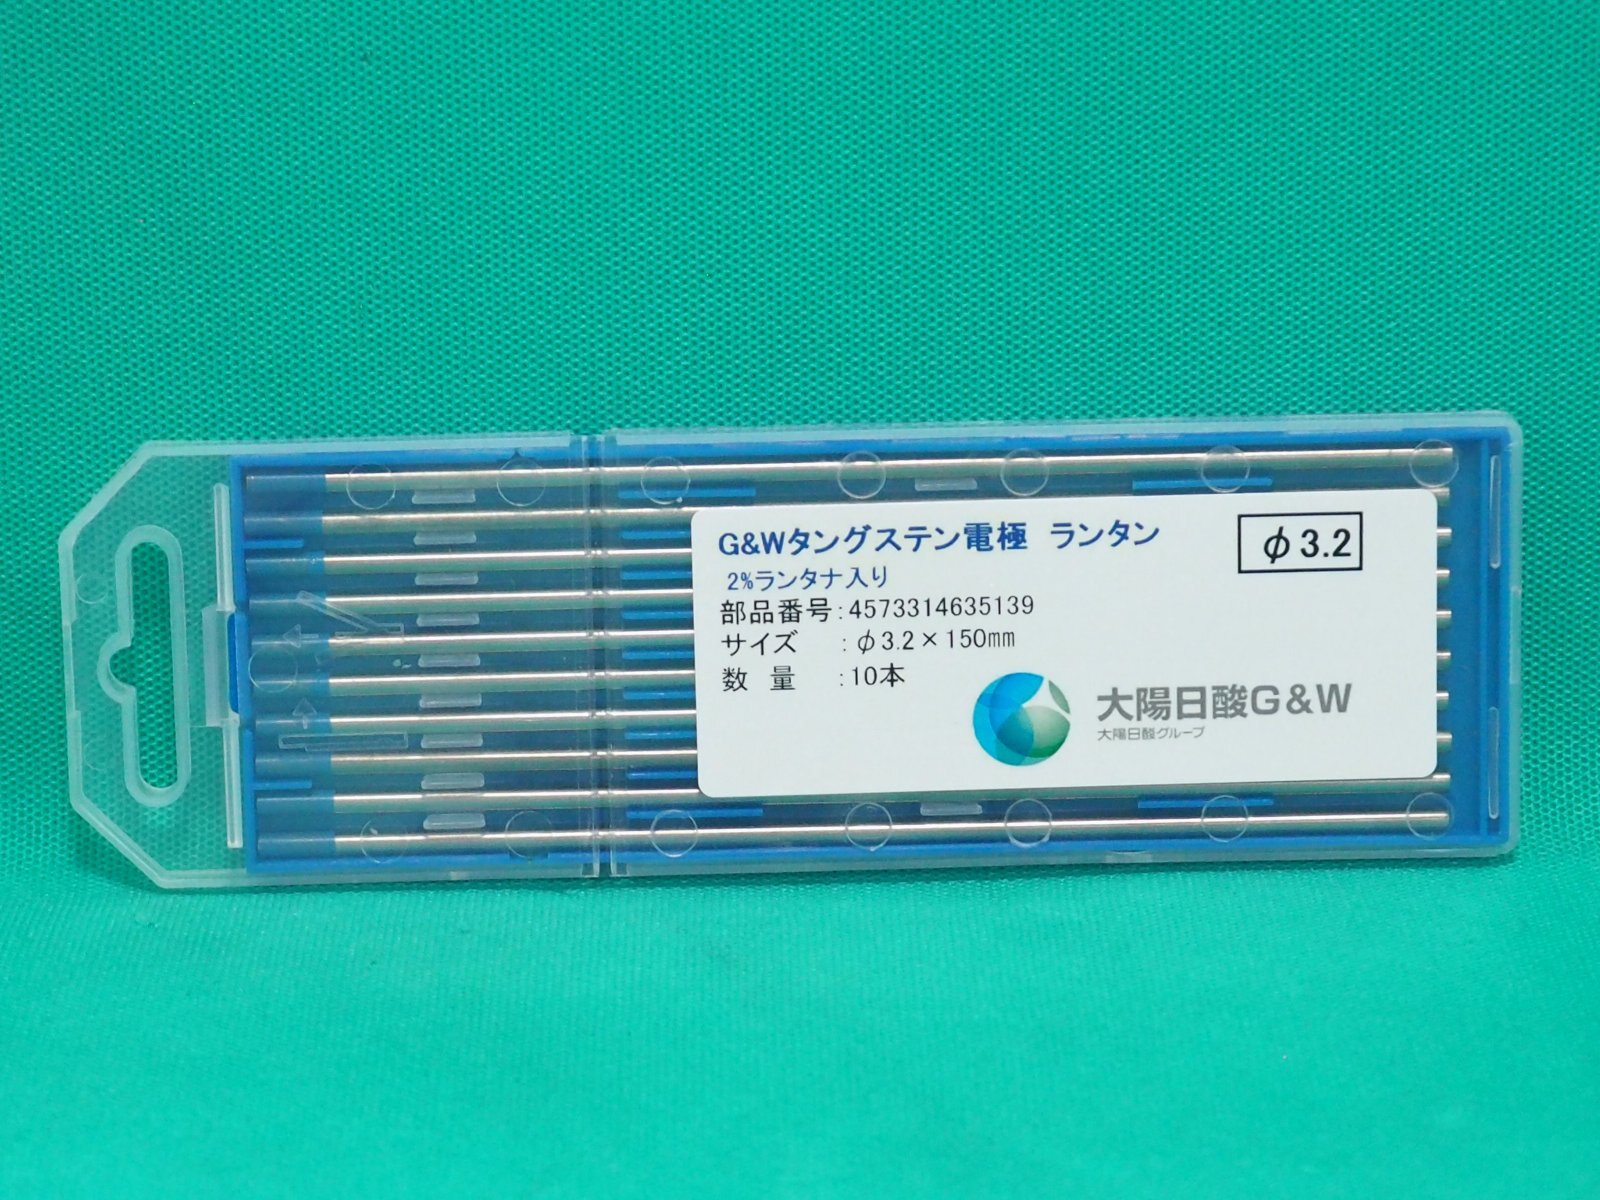 G&Wタングステン電極 ランタン
φ3.2
2%ランタナ入り
部品番号:4573314635139
サイズ :φ3.2×150mm
数 量 :10本
大陽日酸G&W
大陽日酸グループ